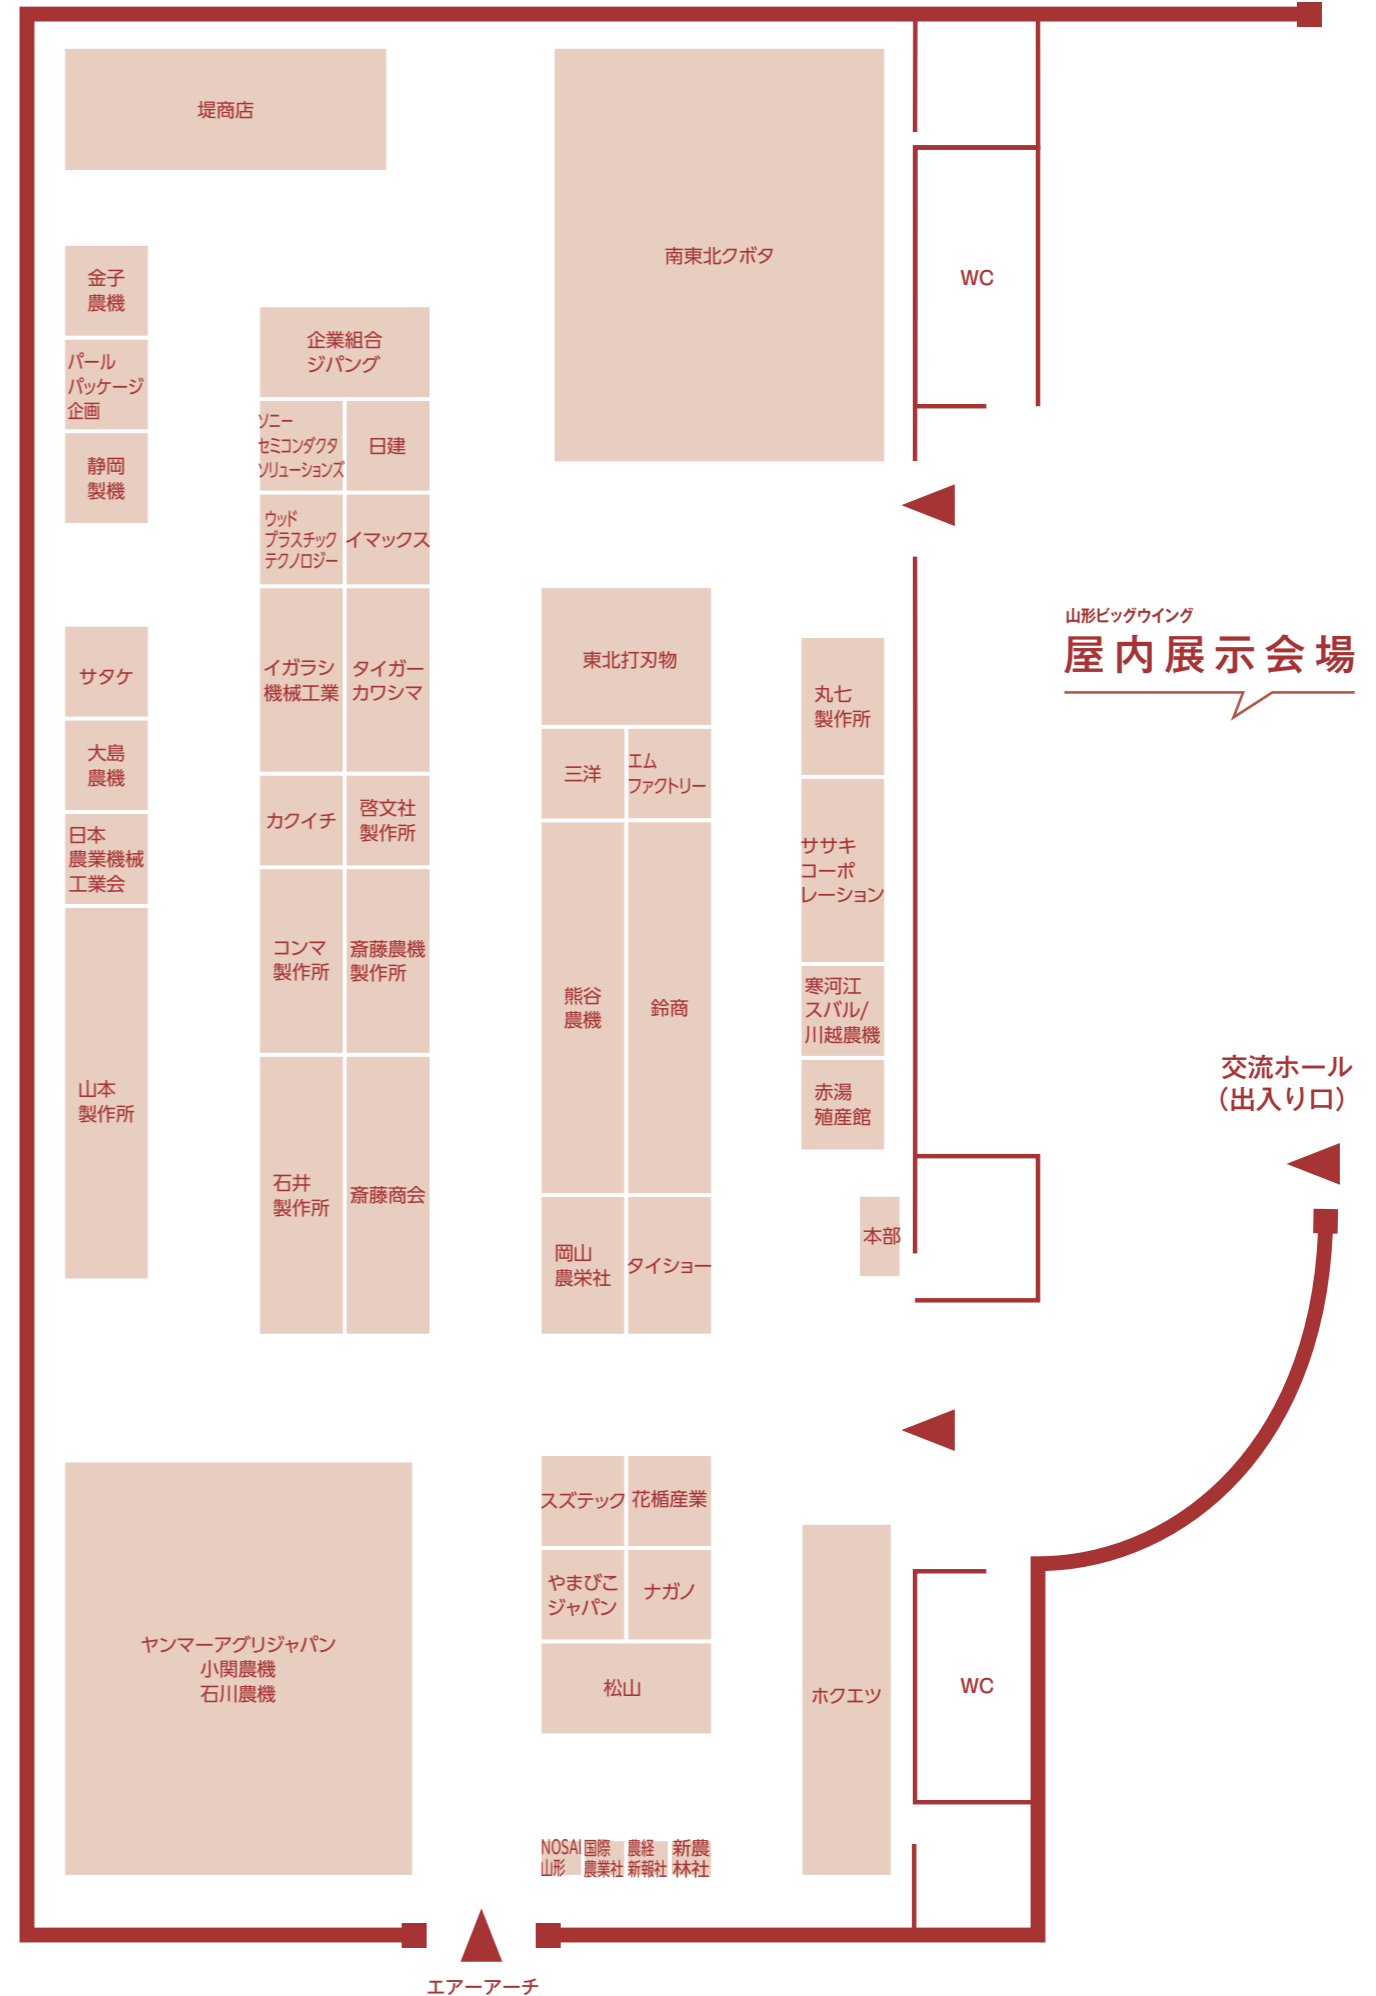 堤商店
南東北クボタ
WC
金子
農機
パール
パッケージ
企画
静岡
製機
企業組合
ジパング
ソニー
セミコンダクタ
ソリューションズ
日建
ウッド
プラスチック
テクノロジー
イマックス
イガラシ
機械工業
タイガー
カワシマ
カクイチ
啓文社
製作所
コンマ
製作所
斎藤農機
製作所
石井
製作所
斎藤商会
サタケ
大島
農機
日本
農業機械
工業会
山本
製作所
東北打刃物
三洋
エム
ファクトリー
熊谷
農機
鈴商
岡山
農栄社
タイショー
丸七
製作所
ササキ
コーポ
レーション
寒河江
スバル/
川越農機
赤湯
殖産館
本部
山形ビッグウイング
屋内展示会場
交流ホール
（出入り口）
ヤンマーアグリジャパン
小関農機
石川農機
スズテック
花楯産業
やまびこ
ジャパン
ナガノ
松山
ホクエツ
WC
NOSAI
山形
国際
農業社
農経
新報社
新農
林社
エアーアーチ